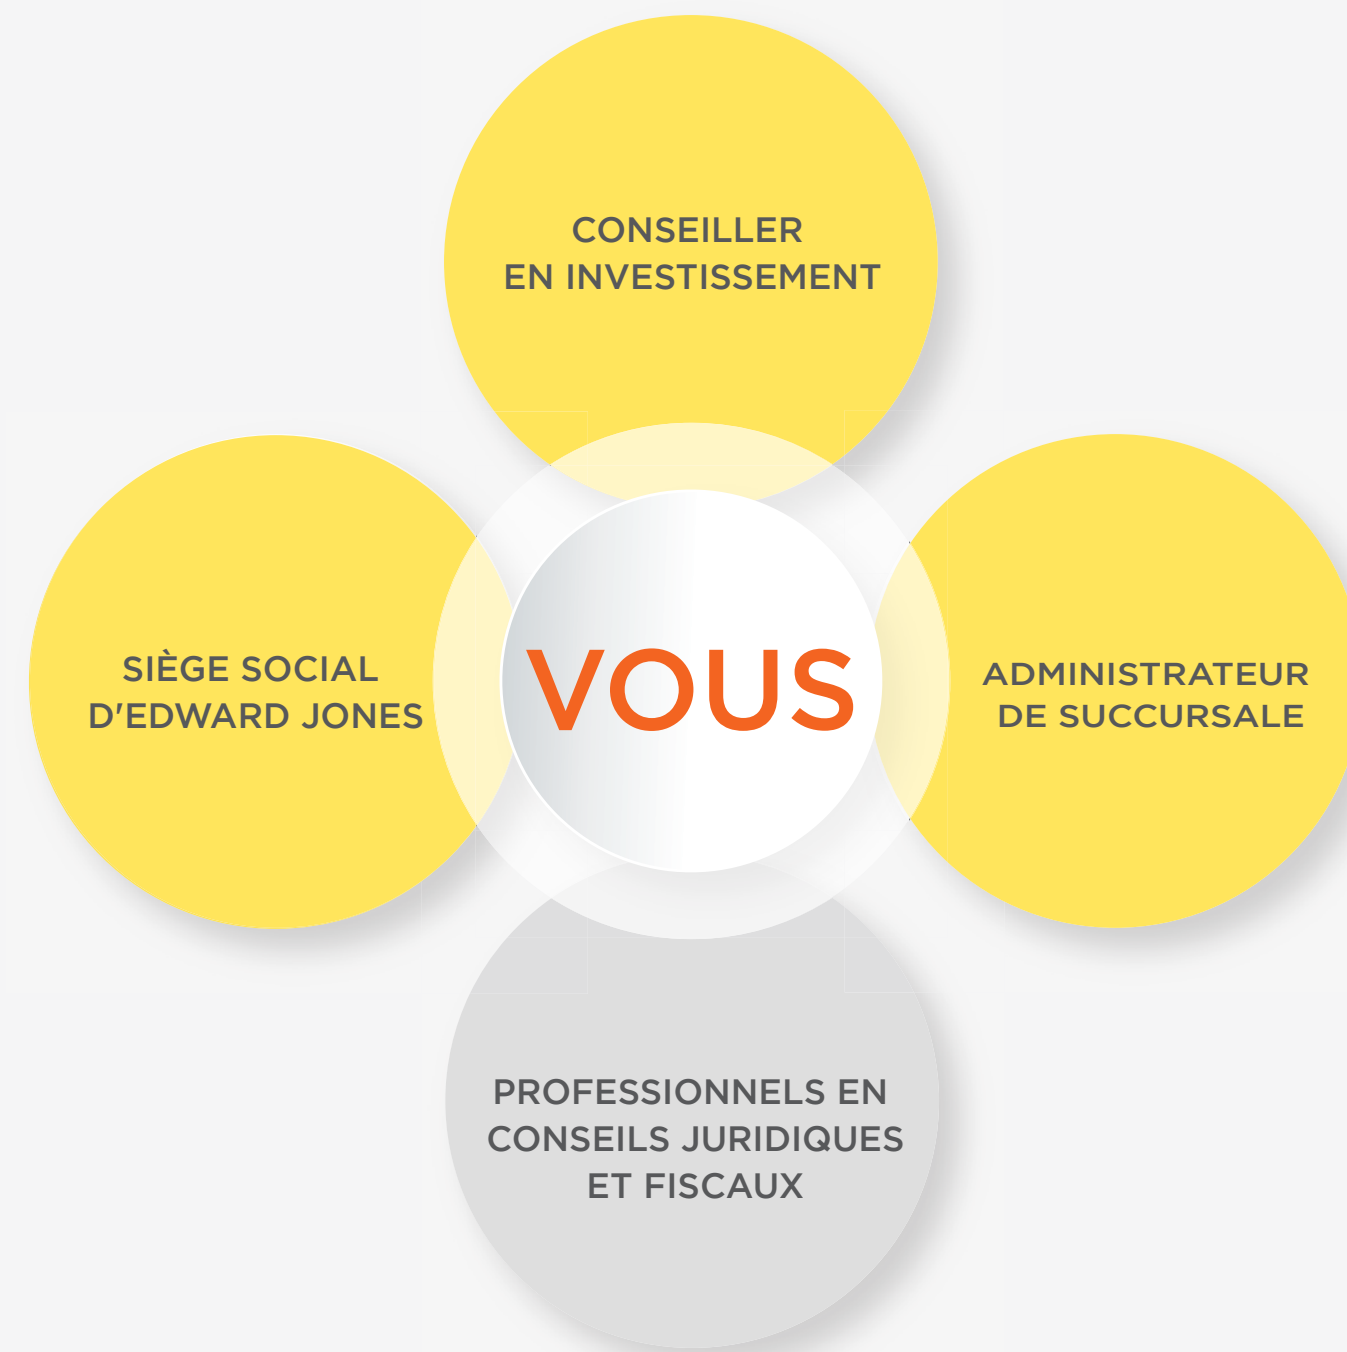 CONSEILLER
EN INVESTISSEMENT
SIÈGE SOCIAL
D'EDWARD JONES
VOUS
ADMINISTRATEUR
DE SUCCURSALE
PROFESSIONNELS EN
CONSEILS JURIDIQUES
ET FISCAUX